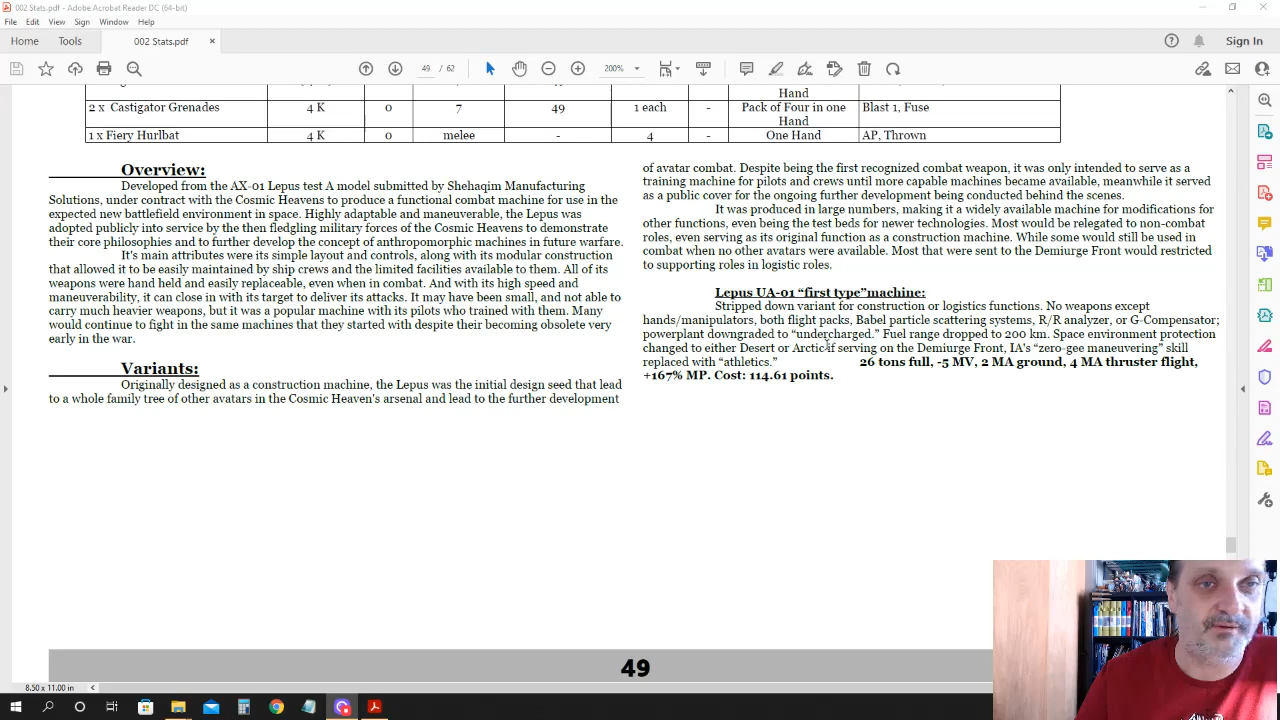 002 Stats.pdf - Adobe Acrobat Reader DC (64-bit)
File Edit View Sign Window Help
Home Tools 002 Stats.pdf × Sign In
49 / 62 200%
Hand
2 x Castigator Grenades 4 K 0 7 49 1 each - Pack of Four in one Blast 1, Fuse
Hand
1 x Fiery Hurlbat 4 K 0 melee - 4 - One Hand AP, Thrown
Overview:
Developed from the AX-01 Lepus test A model submitted by Shehaqim Manufacturing
Solutions, under contract with the Cosmic Heavens to produce a functional combat machine for use in the
expected new battlefield environment in space. Highly adaptable and maneuverable, the Lepus was
adopted publicly into service by the then fledgling military forces of the Cosmic Heavens to demonstrate
their core philosophies and to further develop the concept of anthropomorphic machines in future warfare.
It's main attributes were its simple layout and controls, along with its modular construction
that allowed it to be easily maintained by ship crews and the limited facilities available to them. All of its
weapons were hand held and easily replaceable, even when in combat. And with its high speed and
maneuverability, it can close in with its target to deliver its attacks. It may have been small, and not able to
carry much heavier weapons, but it was a popular machine with its pilots who trained with them. Many
would continue to fight in the same machines that they started with despite their becoming obsolete very
early in the war.
Variants:
Originally designed as a construction machine, the Lepus was the initial design seed that lead
to a whole family tree of other avatars in the Cosmic Heaven's arsenal and lead to the further development
of avatar combat. Despite being the first recognized combat weapon, it was only intended to serve as a
training machine for pilots and crews until more capable machines became available, meanwhile it served
as a public cover for the ongoing further development being conducted behind the scenes.
It was produced in large numbers, making it a widely available machine for modifications for
other functions, even being the test beds for newer technologies. Most would be relegated to non-combat
roles, even serving as its original function as a construction machine. While some would still be used in
combat when no other avatars were available. Most that were sent to the Demiurge Front would restricted
to supporting roles in logistic roles.
Lepus UA-01 “first type”machine:
Stripped down variant for construction or logistics functions. No weapons except
hands/manipulators, both flight packs, Babel particle scattering systems, R/R analyzer, or G-Compensator;
powerplant downgraded to “undercharged.” Fuel range dropped to 200 km. Space environment protection
changed to either Desert or Arctic if serving on the Demiurge Front, IA's “zero-gee maneuvering” skill
replaced with “athletics.” 26 tons full, -5 MV, 2 MA ground, 4 MA thruster flight,
+167% MP. Cost: 114.61 points.
49
8.50 x 11.00 in